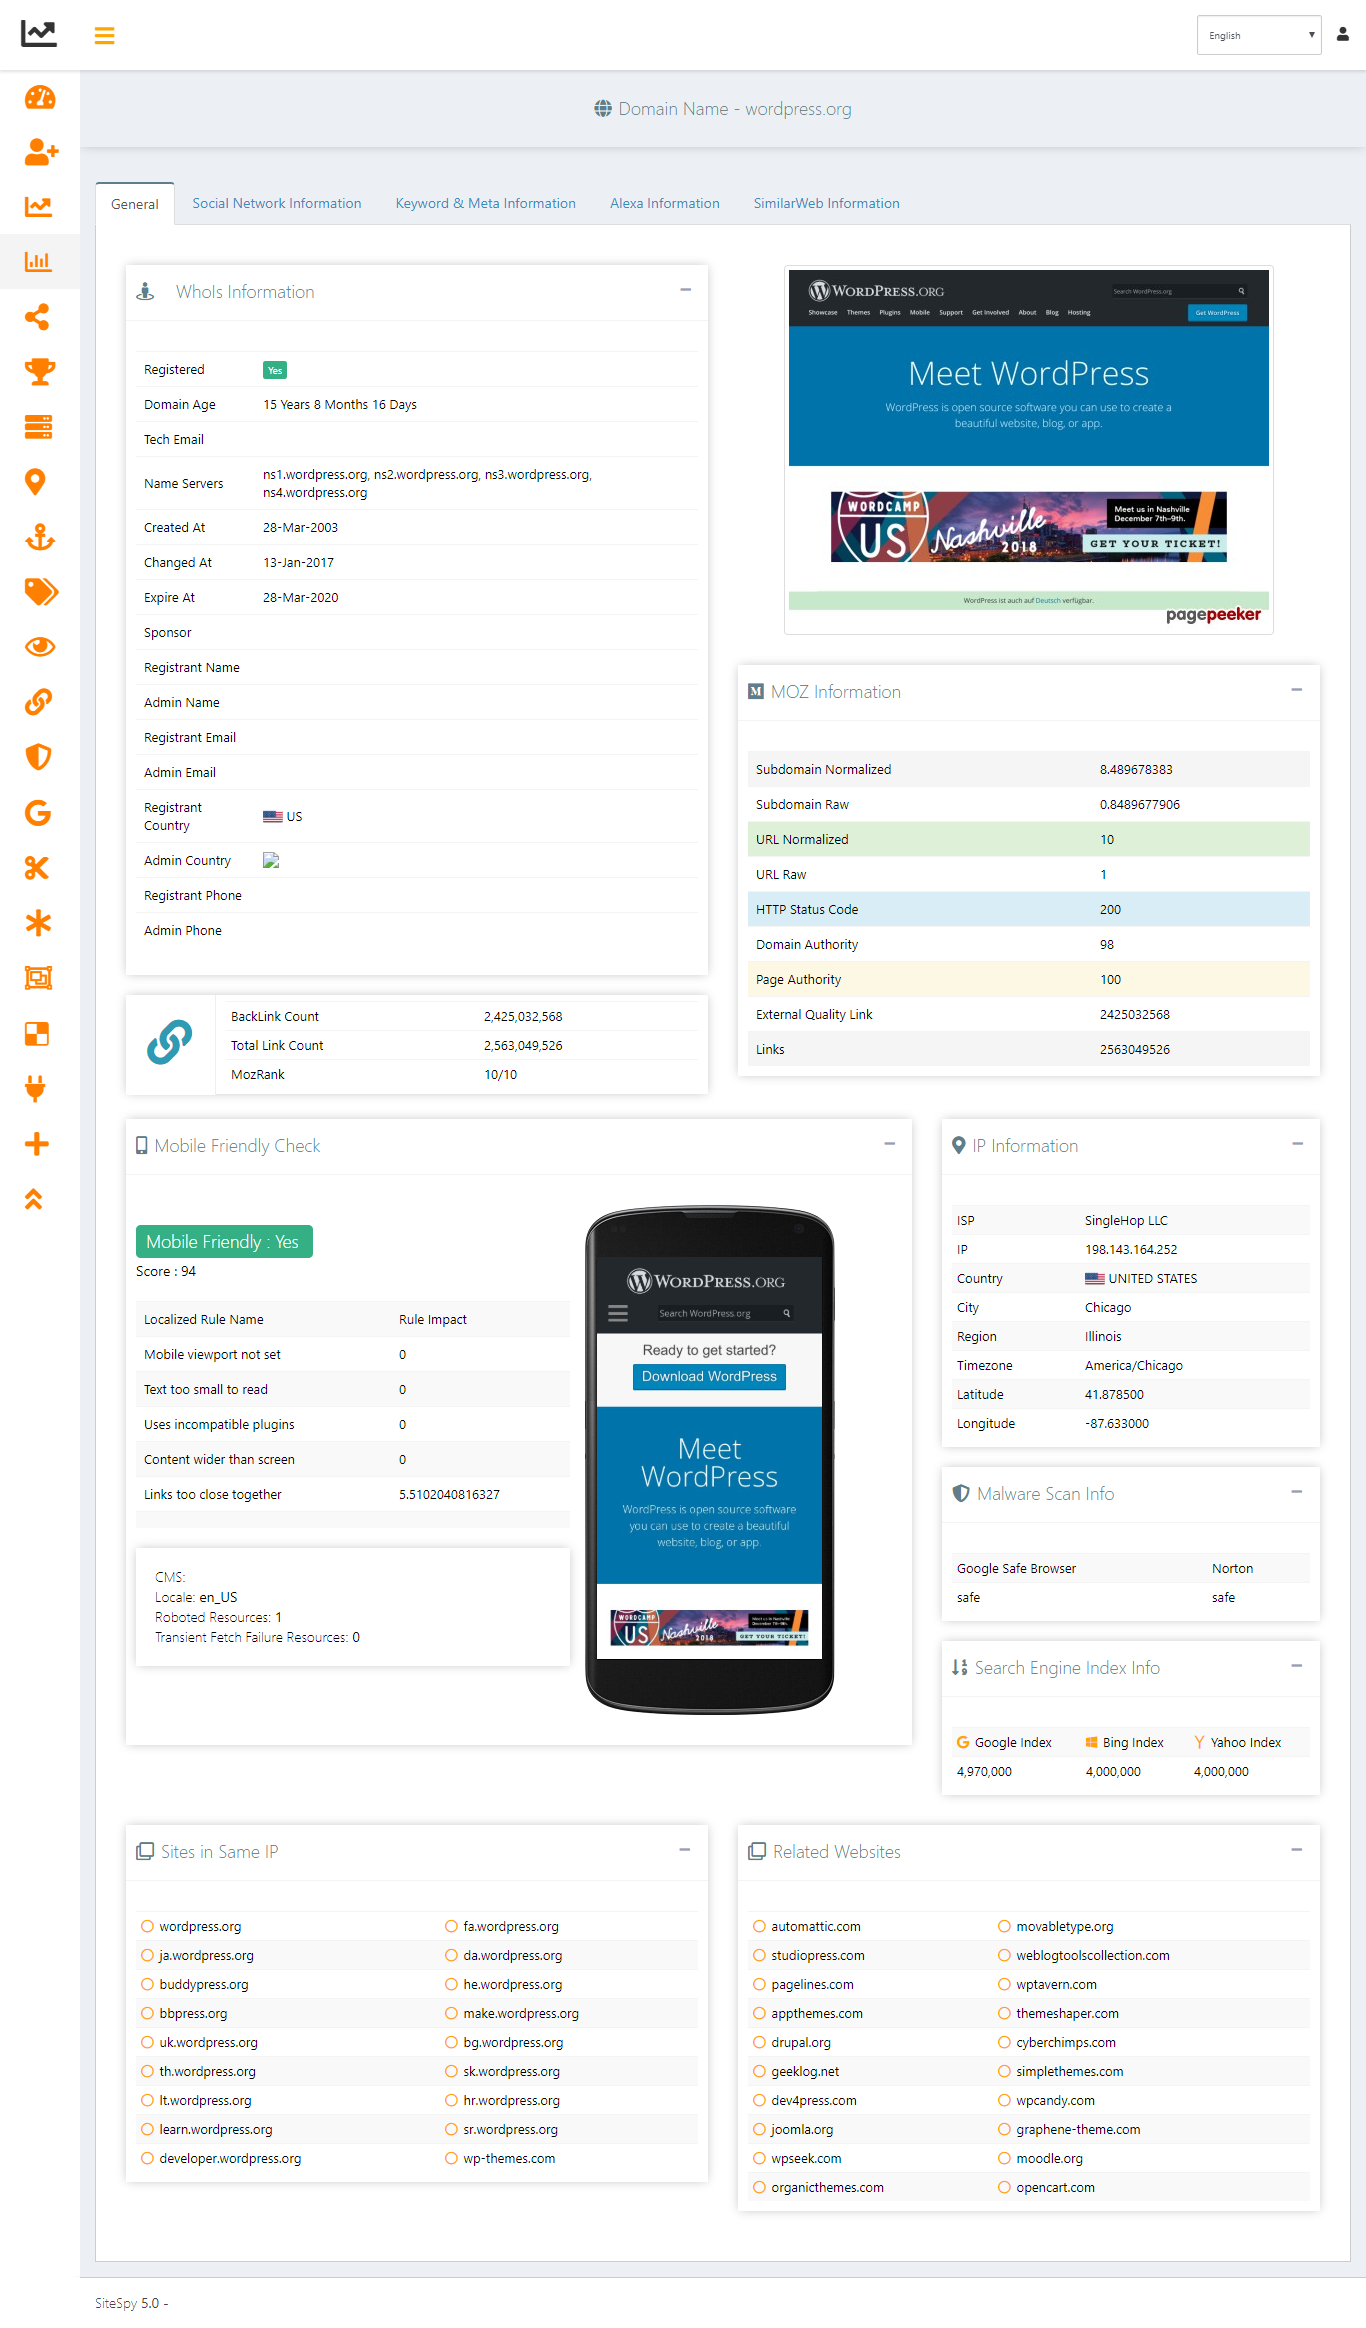 English
Domain Name - wordpress.org
General
Social Network Information
Keyword & Meta Information
Alexa Information
SimilarWeb Information
WhoIs Information
Registered Yes
Domain Age 15 Years 8 Months 16 Days
Tech Email
Name Servers ns1.wordpress.org, ns2.wordpress.org, ns3.wordpress.org,
ns4.wordpress.org
Created At 28-Mar-2003
Changed At 13-Jan-2017
Expire At 28-Mar-2020
Sponsor
Registrant Name
Admin Name
Registrant Email
Admin Email
Registrant
Country US
Admin Country
Registrant Phone
Admin Phone
BackLink Count 2,425,032,568
Total Link Count 2,563,049,526
MozRank 10/10
WORDPRESS.ORG
Search WordPress.org
Showcase Themes Plugins Mobile Support Get Involved About Blog Hosting
Get WordPress
Meet WordPress
WordPress is open source software you can use to create a
beautiful website, blog, or app.
WORDCAMP
US
Nashville
2018
Meet us in Nashville
December 7th-9th.
GET YOUR TICKET!
WordPress ist auch auf Deutsch verfügbar.
pagepeeker
MOZ Information
Subdomain Normalized 8.489678383
Subdomain Raw 0.8489677906
URL Normalized 10
URL Raw 1
HTTP Status Code 200
Domain Authority 98
Page Authority 100
External Quality Link 2425032568
Links 2563049526
Mobile Friendly Check
Mobile Friendly : Yes
Score : 94
Localized Rule Name Rule Impact
Mobile viewport not set 0
Text too small to read 0
Uses incompatible plugins 0
Content wider than screen 0
Links too close together 5.5102040816327
CMS:
Locale: en_US
Roboted Resources: 1
Transient Fetch Failure Resources: 0
WORDPRESS.ORG
Search WordPress.org
Ready to get started?
Download WordPress
Meet
WordPress
WordPress is open source software
you can use to create a beautiful
website, blog, or app.
WORDCAMP
US
Nashville
2018
Meet us in Nashville
December 7th-9th.
GET YOUR TICKET!
IP Information
ISP SingleHop LLC
IP 198.143.164.252
Country UNITED STATES
City Chicago
Region Illinois
Timezone America/Chicago
Latitude 41.878500
Longitude -87.633000
Malware Scan Info
Google Safe Browser Norton
safe safe
Search Engine Index Info
Google Index Bing Index Yahoo Index
4,970,000 4,000,000 4,000,000
Sites in Same IP
wordpress.org fa.wordpress.org
ja.wordpress.org da.wordpress.org
buddypress.org he.wordpress.org
bbpress.org make.wordpress.org
uk.wordpress.org bg.wordpress.org
th.wordpress.org sk.wordpress.org
lt.wordpress.org hr.wordpress.org
learn.wordpress.org sr.wordpress.org
developer.wordpress.org wp-themes.com
Related Websites
automattic.com movabletype.org
studiopress.com weblogtoolscollection.com
pagelines.com wptavern.com
appthemes.com themeshaper.com
drupal.org cyberchimps.com
geeklog.net simplethemes.com
dev4press.com wpcandy.com
joomla.org graphene-theme.com
wpseek.com moodle.org
organicthemes.com opencart.com
SiteSpy 5.0 -